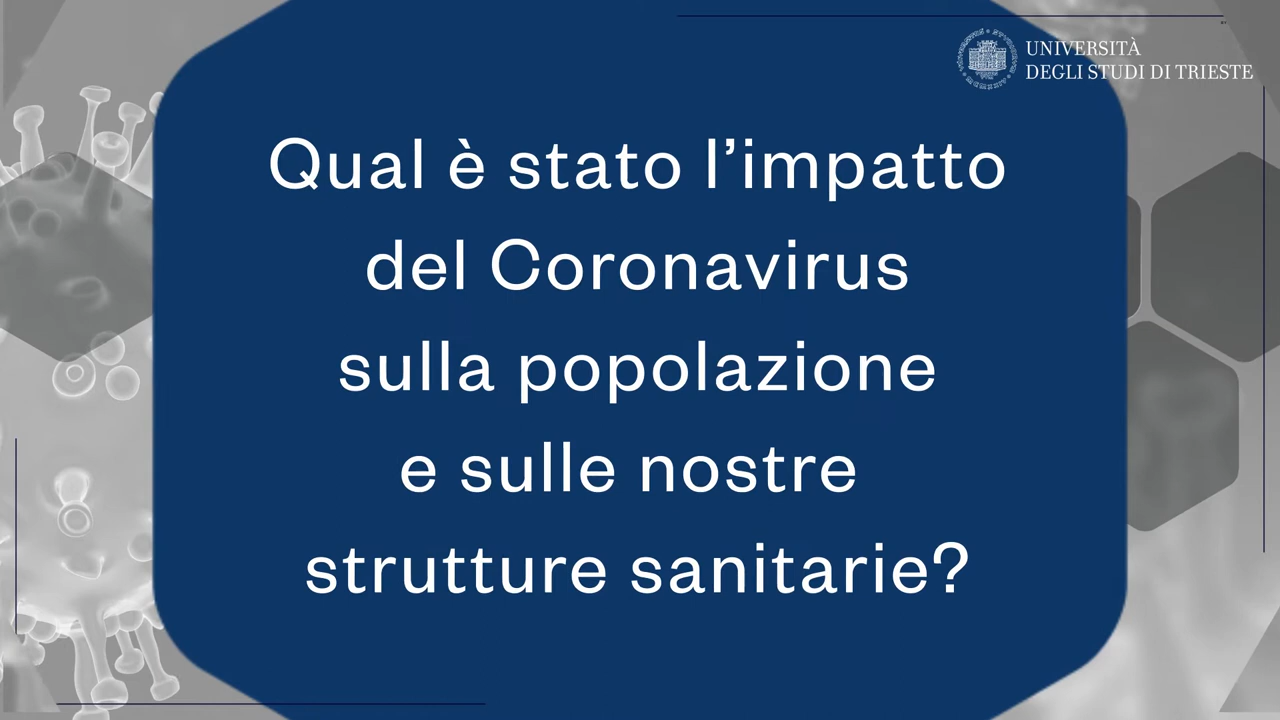 UNIVERSITÀ
DEGLI STUDI DI TRIESTE
Qual è stato l’impatto
del Coronavirus
sulla popolazione
e sulle nostre
strutture sanitarie?